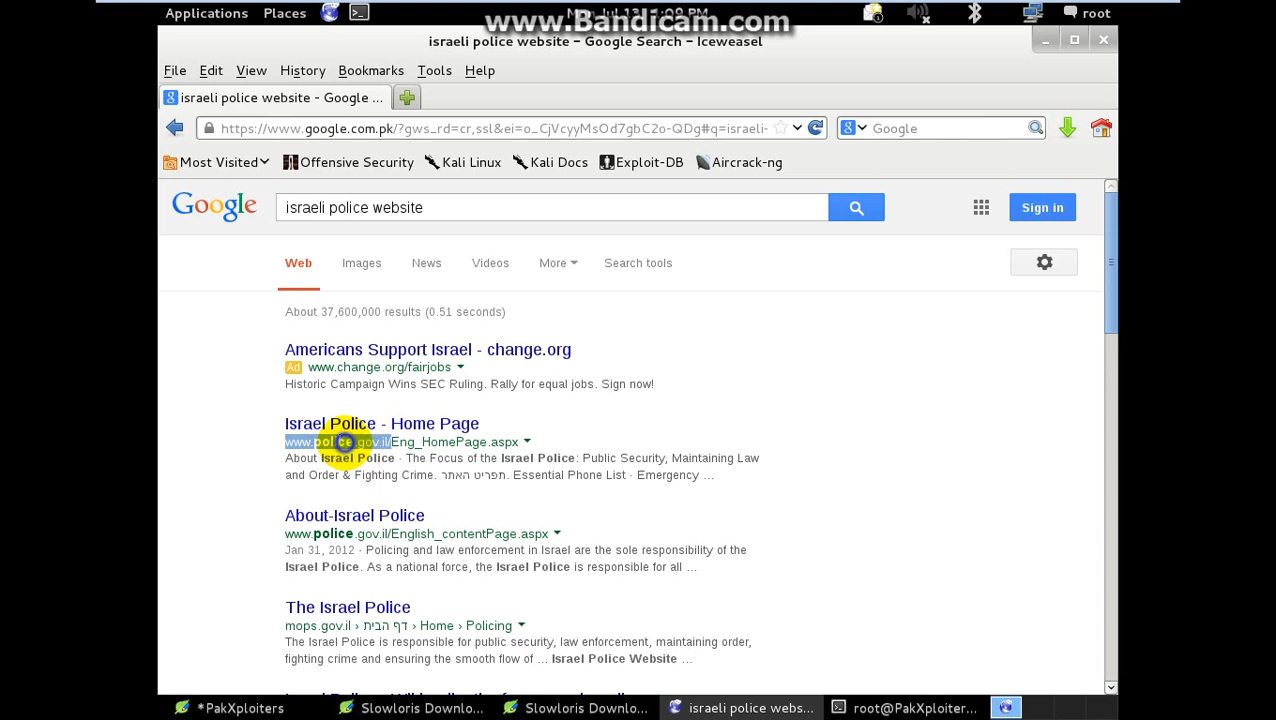 Applications Places root
www.Bandicam.com
israeli police website - Google Search - Iceweasel
File Edit View History Bookmarks Tools Help
israeli police website - Google ...
https://www.google.com.pk/?gws_rd=cr,ssl&ei=o_CjVcyyMsOd7gbC2o-QDg#q=israeli- Google
Most Visited Offensive Security Kali Linux Kali Docs Exploit-DB Aircrack-ng
Google israeli police website Sign in
Web Images News Videos More Search tools
About 37,600,000 results (0.51 seconds)
Americans Support Israel - change.org
Ad www.change.org/fairjobs
Historic Campaign Wins SEC Ruling. Rally for equal jobs. Sign now!
Israel Police - Home Page
www.police.gov.il/Eng_HomePage.aspx
About Israel Police · The Focus of the Israel Police: Public Security, Maintaining Law
and Order & Fighting Crime. תפריט האתר. Essential Phone List · Emergency ...
About-Israel Police
www.police.gov.il/English_contentPage.aspx
Jan 31, 2012 · Policing and law enforcement in Israel are the sole responsibility of the
Israel Police. As a national force, the Israel Police is responsible for all ...
The Israel Police
mops.gov.il › דף הבית › Home › Policing
The Israel Police is responsible for public security, law enforcement, maintaining order,
fighting crime and ensuring the smooth flow of ... Israel Police Website ...
*PakXploiters Slowloris Downlo... Slowloris Downlo... israeli police webs... root@PakXploiter...